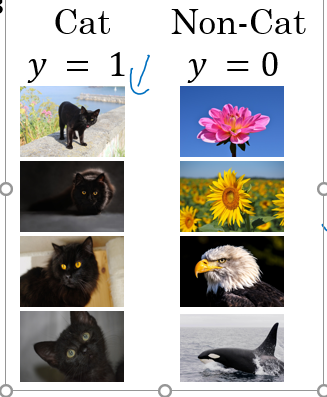 Cat Non-Cat
y = 1 y = 0